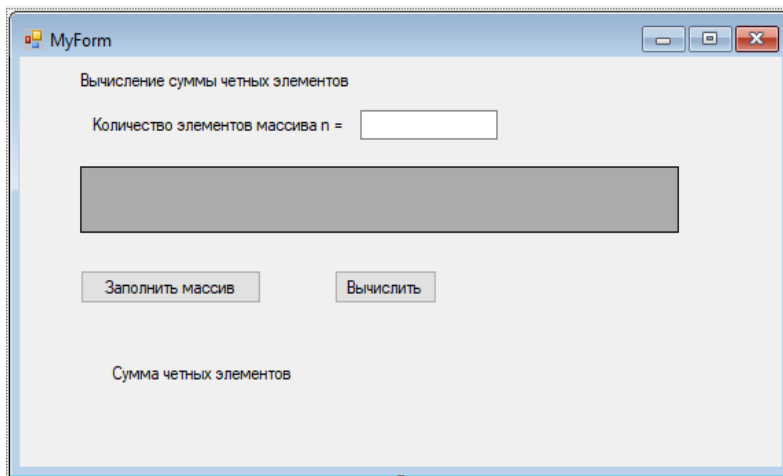 MyForm
Вычисление суммы четных элементов
Количество элементов массива n =
Заполнить массив
Вычислить
Сумма четных элементов